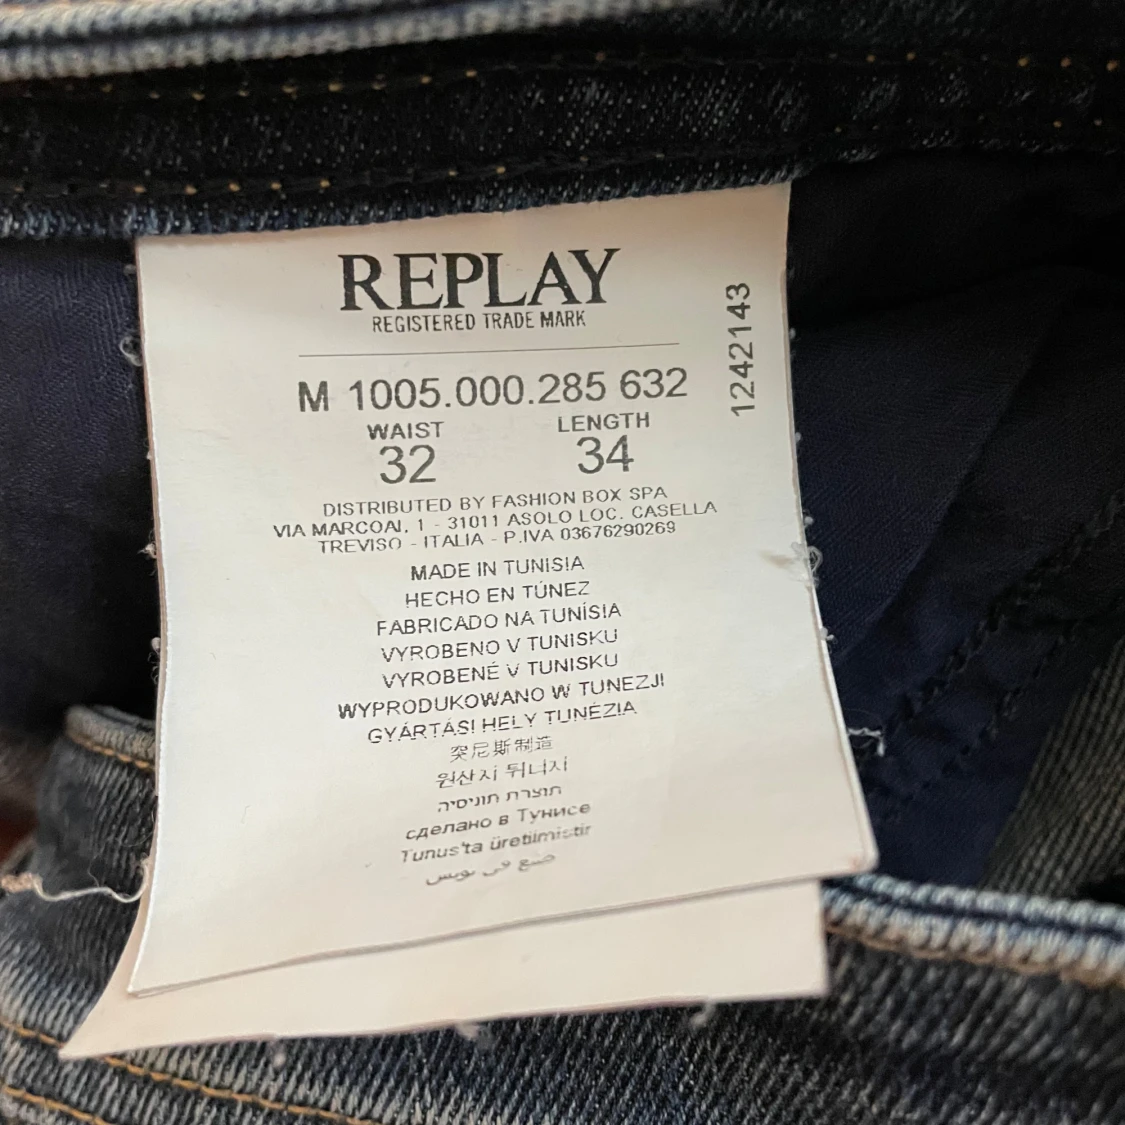 REPLAY
REGISTERED TRADE MARK
M 1005.000.285 632
WAIST LENGTH
32 34
1242143
DISTRIBUTED BY FASHION BOX SPA
VIA MARCOAI, 1 - 31011 ASOLO LOC. CASELLA
TREVISO - ITALIA - P.IVA 03676290269
MADE IN TUNISIA
HECHO EN TÚNEZ
FABRICADO NA TUNÍSIA
VYROBENO V TUNISKU
VYROBENÉ V TUNISKU
WYPRODUKOWANO W TUNEZJI
GYÁRTÁSI HELY TUNÉZIA
突尼斯制造
원산지 튀니지
תוצרת תוניסיה
сделано в Тунисе
Tunus'ta üretilmiştir
صنع في تونس